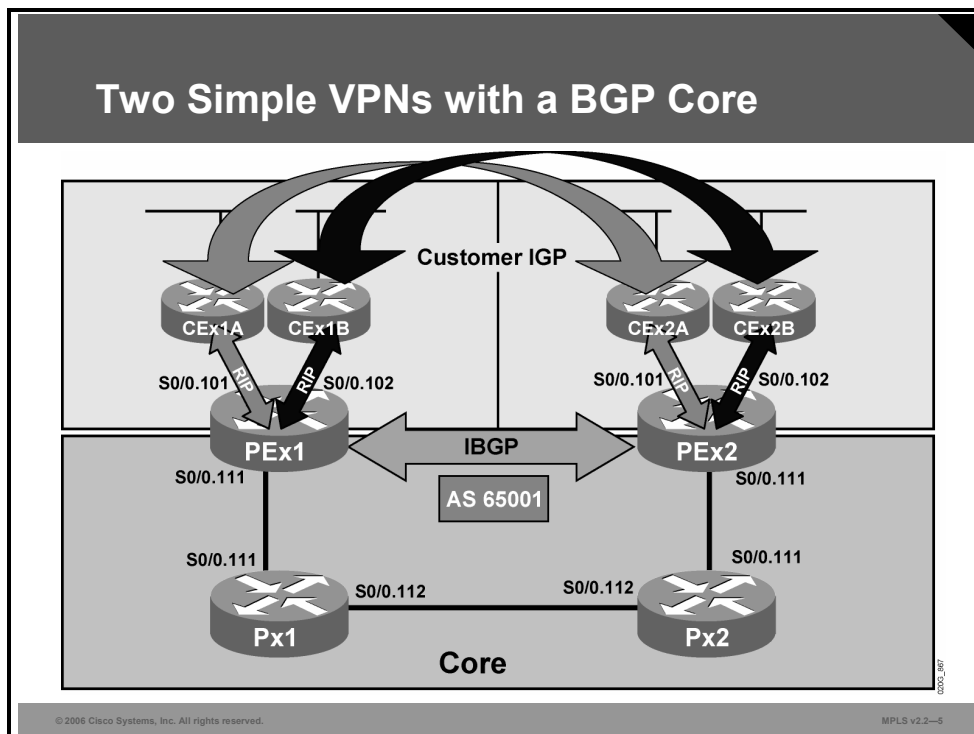 Two Simple VPNs with a BGP Core
Customer IGP
CEx1A
CEx1B
CEx2A
CEx2B
S0/0.101
RIP
RIP
S0/0.102
S0/0.101
RIP
RIP
S0/0.102
PEx1
IBGP
PEx2
S0/0.111
AS 65001
S0/0.111
S0/0.111
S0/0.111
S0/0.112
S0/0.112
Px1
Px2
Core
020G_867
© 2006 Cisco Systems, Inc. All rights reserved.
MPLS v2.2—5